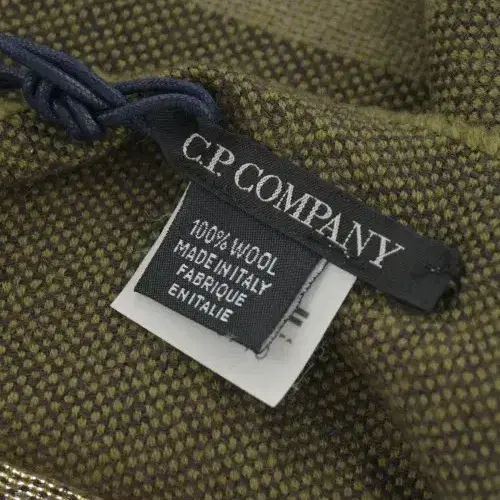 C.P. COMPANY
100% WOOL
MADE IN ITALY
FABRIQUE
EN ITALIE